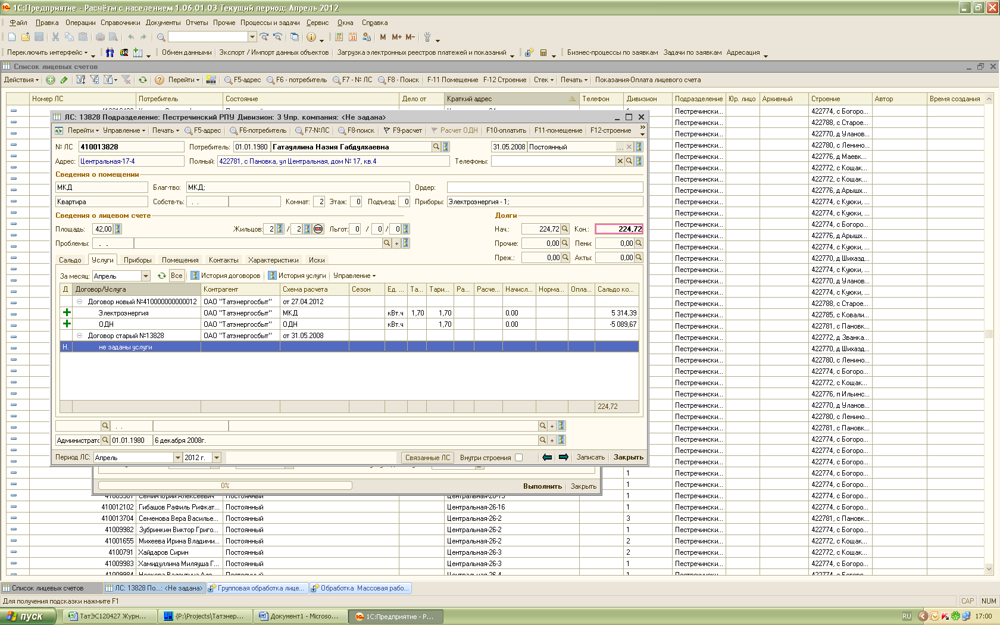 1С:Предприятие - Расчёты с населением 1.06.01.03 Текущий период: Апрель 2012
Файл Правка Операции Справочники Документы Отчеты Прочие Процессы и задачи Сервис Окна Справка
M M+ M-
Переключить интерфейс Обмен данными Экспорт / Импорт данных объектов Загрузка электронных реестров платежей и показаний Бизнес-процессы по заявкам Задачи по заявкам Адресация
Список лицевых счетов
Действия Перейти F5-адрес F6 - потребитель F7 - № ЛС F8 - Поиск F-11 Помещение F-12 Строение Стек Печать Показания-Оплата лицевого счета
Номер ЛС Потребитель Состояние Дело от Краткий адрес Телефон Дивизион Подразделение Юр. лицо Архивный Строение Автор Время создания
Пестречински... 422774, с Богоро...
ЛС: 13828 Подразделение: Пестречинский РПУ Дивизион: 3 Упр. компания: <Не задана>
Пестречински... 422788, с Старое...
Перейти Управление Печать F5-адрес F6-потребитель F7-№ЛС F8-поиск F9-расчет Расчет ОДН F10-оплатить F11-помещение F12-строение
Пестречински... 422770, д Уланов...
№ ЛС 410013828 Потребитель: 01.01.1980 Гатауллина Назия Габдулхаевна 31.05.2008 Постоянный
Пестречински... 422780, с Ленино...
Пестречински... 422776, д Маевк...
Адрес: Центральная-17-4 Полный: 422781, с Пановка, ул Центральная, дом № 17, кв.4 Телефоны:
Пестречински... 422772, с Кощак...
Сведения о помещении
Пестречински... 422772, с Кощак...
МКД Благ-тво: МКД; Ордер:
Пестречински... 422776, д Арышх...
Квартира Собств-ть: . . Комнат: 2 Этаж: 0 Подъезд: 0 Приборы: Электроэнергия - 1;
Пестречински... 422774, с Куюки, ...
Сведения о лицевом счете Долги
Пестречински... 422774, с Куюки, ...
Площадь: 42,00 Жильцов: 2 / 2 Льгот: 0 / 0 / 0 Нач.: 224,72 Кон.: 224,72
Пестречински... 422774, с Богоро...
Пестречински... 422776, д Арышх...
Проблемы: . . Прочие: 0,00 Пени: 0,00
Пестречински... 422774, с Куюки, ...
Преж.: 0,00 Акты: 0,00
Пестречински... 422770, д Шихазд...
Сальдо Услуги Приборы Помещения Контакты Характеристики Иски
Пестречински... 422774, с Куюки, ...
За месяц: Апрель Все История договоров История услуги Управление
Пестречински... 422770, д Уланов...
Д Договор/Услуга Контрагент Схема расчета Сезон Ед. ... Та... Тари... Ра... Расче... Начисл... Норма... Опла... Сальдо ко...
Пестречински... 422774, с Куюки, ...
Договор новый №410000000000012 ОАО "Татэнергосбыт" от 27.04.2012
Пестречински... 422788, с Старое...
Электроэнергия ОАО "Татэнергосбыт" МКД кВт.ч 1,70 1,70 0.00 5 314,39
Пестречински... 422785, с Ковали...
ОДН ОАО "Татэнергосбыт" ОДН кВт.ч 1,70 0.00 -5 089,67
Пестречински... 422781, с Пановк...
Договор старый №13828 ОАО "Татэнергосбыт" от 31.05.2008
Пестречински... 422772, д Званка...
Н. не заданы услуги
Пестречински... 422770, д Шихазд...
Пестречински... 422780, с Ленино...
Пестречински... 422774, с Богоро...
Пестречински... 422772, с Кощак...
Пестречински... 422776, п Ильинс...
224,72
Пестречински... 422770, д Уланов...
Пестречински... 422780, с Ленино...
. .
Пестречински... 422781, с Пановк...
Администрато 01.01.1980 6 декабря 2008г.
Пестречински... 422774, с Богоро...
Пестречински... 422774, с Богоро...
Период ЛС: Апрель 2012 г. Связанные ЛС Внутри строения Записать Закрыть
Пестречински... 422774, с Богоро...
1 Пестречински... 422774, с Богоро...
0% Выполнить Закрыть
1 Пестречински... 422774, с Богоро...
Семин Юрий Алексеевич Постоянный Центральная-26-15 1 Пестречински... 422774, с Богоро...
410012102 Гибашов Рафиль Рифкат... Постоянный Центральная-26-16 1 Пестречински... 422774, с Богоро...
410013704 Семенова Вера Василье... Постоянный Центральная-26-2 3 Пестречински... 422781, с Пановк...
41009982 Зубринкин Виктор Григо... Постоянный Центральная-26-2 1 Пестречински... 422774, с Богоро...
41001655 Михеева Ирина Владими... Постоянный Центральная-26-2 2 Пестречински... 422772, с Кощак...
4100791 Хайдаров Сирин Постоянный Центральная-26-3 2 Пестречински... 422772, с Кощак...
41009983 Хамидуллина Миляуша Г... Постоянный Центральная-26-3 1 Пестречински... 422774, с Богоро...
Список лицевых счетов ЛС: 13828 По...: <Не задана> Групповая обработка лице... Обработка Массовая рабо...
Для получения подсказки нажмите F1 CAP NUM
пуск ТатЭС120427 Журн... {P:\Projects\Татэнер... Документ1 - Microso... 1С:Предприятие - Р... RU 17:00